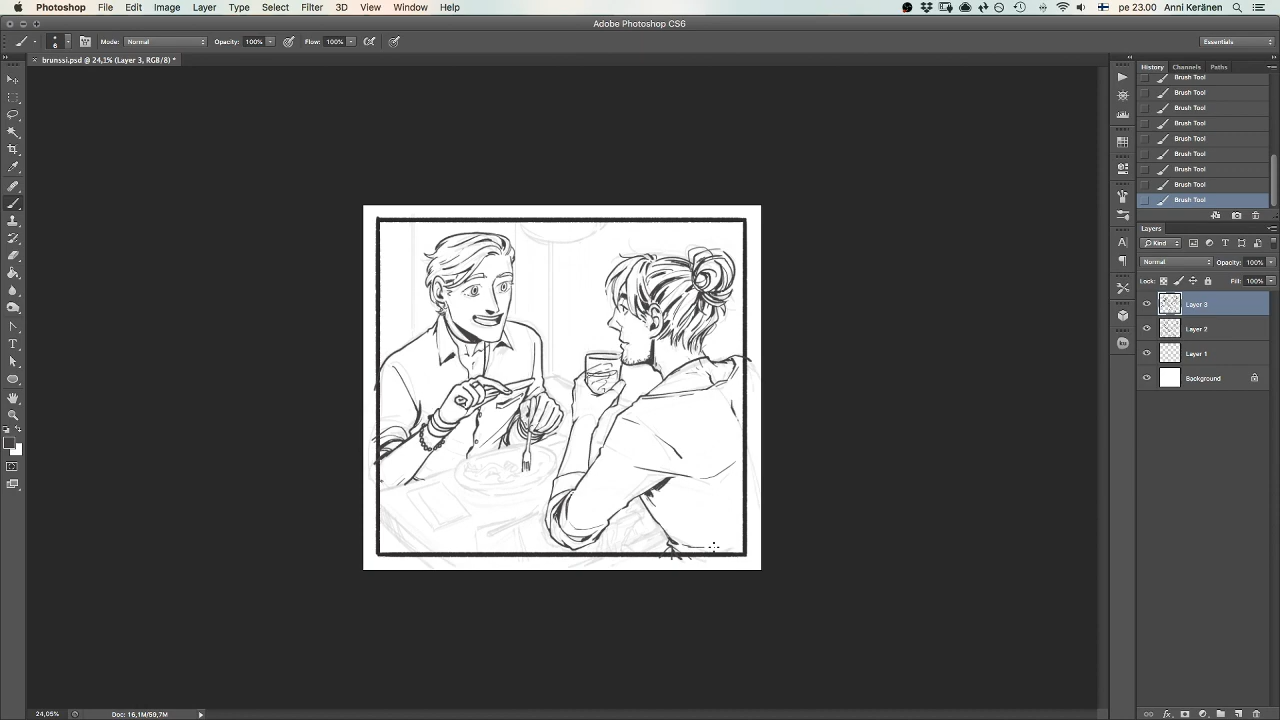 Photoshop File Edit Image Layer Type Select Filter 3D View Window Help
pe 23.00 Anni Keränen
Adobe Photoshop CS6
6 Mode: Normal Opacity: 100% Flow: 100% Essentials
brunssi.psd @ 24,1% (Layer 3, RGB/8) *
History Channels Paths
Brush Tool
Brush Tool
Brush Tool
Brush Tool
Brush Tool
Brush Tool
Brush Tool
Brush Tool
Brush Tool
Layers
Kind
Normal Opacity: 100%
Lock: Fill: 100%
Layer 3
Layer 2
Layer 1
Background
24,05% Doc: 16,1M/59,7M